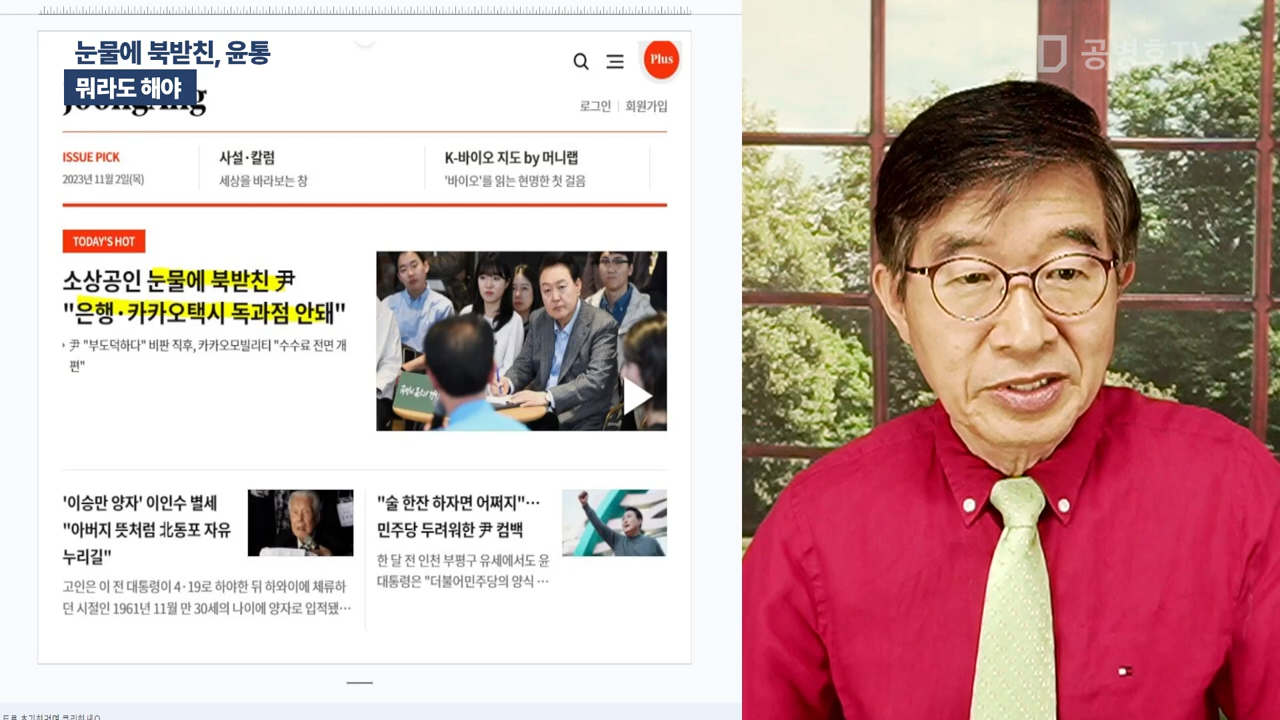 눈물에 북받친, 윤통
뭐라도 해야
Plus
로그인 | 회원가입
ISSUE PICK
2023년 11월 2일(목)
사설·칼럼
세상을 바라보는 창
K-바이오 지도 by 머니랩
'바이오'를 읽는 현명한 첫 걸음
TODAY'S HOT
소상공인 눈물에 북받친 尹
"은행·카카오택시 독과점 안돼"
尹 "부도덕하다" 비판 직후, 카카오모빌리티 "수수료 전면 개
편"
'이승만 양자' 이인수 별세
"아버지 뜻처럼 北동포 자유
누리길"
고인은 이 전 대통령이 4·19로 하야한 뒤 하와이에 체류하
던 시절인 1961년 11월 만 30세의 나이에 양자로 입적됐…
"술 한잔 하자면 어쩌지"…
민주당 두려워한 尹 컴백
한 달 전 인천 부평구 유세에서도 윤
대통령은 "더불어민주당의 양식 …
공병호TV